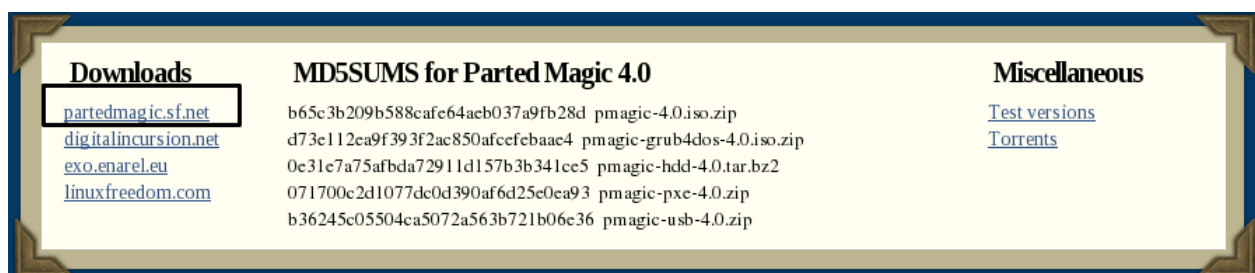 Downloads
partedmagic.sf.net
digitalincursion.net
exo.enarel.eu
linuxfreedom.com
MD5SUMS for Parted Magic 4.0
b65c3b209b588cafe64aeb037a9fb28d pmagic-4.0.iso.zip
d73e112ea9f393f2ac850afcefebaae4 pmagic-grub4dos-4.0.iso.zip
0e31e7a75afbda72911d157b3b341ce5 pmagic-hdd-4.0.tar.bz2
071700c2d1077dc0d390af6d25e0ea93 pmagic-pxe-4.0.zip
b36245c05504ca5072a563b721b06e36 pmagic-usb-4.0.zip
Miscellaneous
Test versions
Torrents